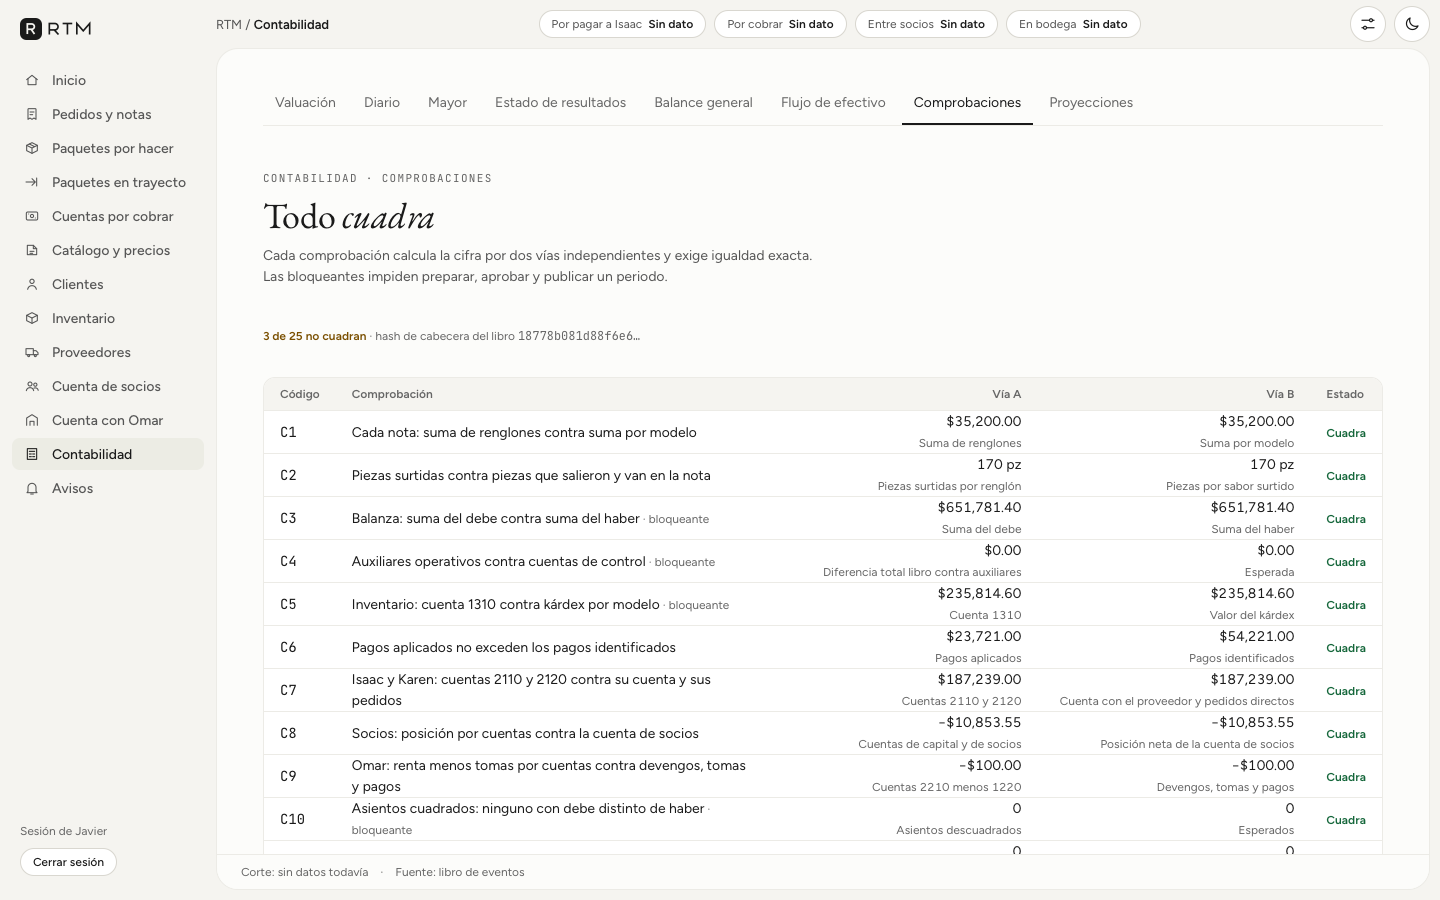 R RTM
RTM / Contabilidad
Por pagar a Isaac Sin dato
Por cobrar Sin dato
Entre socios Sin dato
En bodega Sin dato
Inicio
Pedidos y notas
Paquetes por hacer
Paquetes en trayecto
Cuentas por cobrar
Catálogo y precios
Clientes
Inventario
Proveedores
Cuenta de socios
Cuenta con Omar
Contabilidad
Avisos
Sesión de Javier
Cerrar sesión
Valuación Diario Mayor Estado de resultados Balance general Flujo de efectivo Comprobaciones Proyecciones
CONTABILIDAD · COMPROBACIONES
Todo cuadra
Cada comprobación calcula la cifra por dos vías independientes y exige igualdad exacta.
Las bloqueantes impiden preparar, aprobar y publicar un periodo.
3 de 25 no cuadran · hash de cabecera del libro 18778b081d88f6e6…
Código Comprobación Vía A Vía B Estado
C1 Cada nota: suma de renglones contra suma por modelo $35,200.00 $35,200.00 Cuadra
Suma de renglones Suma por modelo
C2 Piezas surtidas contra piezas que salieron y van en la nota 170 pz 170 pz Cuadra
Piezas surtidas por renglón Piezas por sabor surtido
C3 Balanza: suma del debe contra suma del haber · bloqueante $651,781.40 $651,781.40 Cuadra
Suma del debe Suma del haber
C4 Auxiliares operativos contra cuentas de control · bloqueante $0.00 $0.00 Cuadra
Diferencia total libro contra auxiliares Esperada
C5 Inventario: cuenta 1310 contra kárdex por modelo · bloqueante $235,814.60 $235,814.60 Cuadra
Cuenta 1310 Valor del kárdex
C6 Pagos aplicados no exceden los pagos identificados $23,721.00 $54,221.00 Cuadra
Pagos aplicados Pagos identificados
C7 Isaac y Karen: cuentas 2110 y 2120 contra su cuenta y sus $187,239.00 $187,239.00 Cuadra
pedidos Cuentas 2110 y 2120 Cuenta con el proveedor y pedidos directos
C8 Socios: posición por cuentas contra la cuenta de socios −$10,853.55 −$10,853.55 Cuadra
Cuentas de capital y de socios Posición neta de la cuenta de socios
C9 Omar: renta menos tomas por cuentas contra devengos, tomas −$100.00 −$100.00 Cuadra
y pagos Cuentas 2210 menos 1220 Devengos, tomas y pagos
C10 Asientos cuadrados: ninguno con debe distinto de haber · 0 0 Cuadra
bloqueante Asientos descuadrados Esperados
0 0
Corte: sin datos todavía · Fuente: libro de eventos